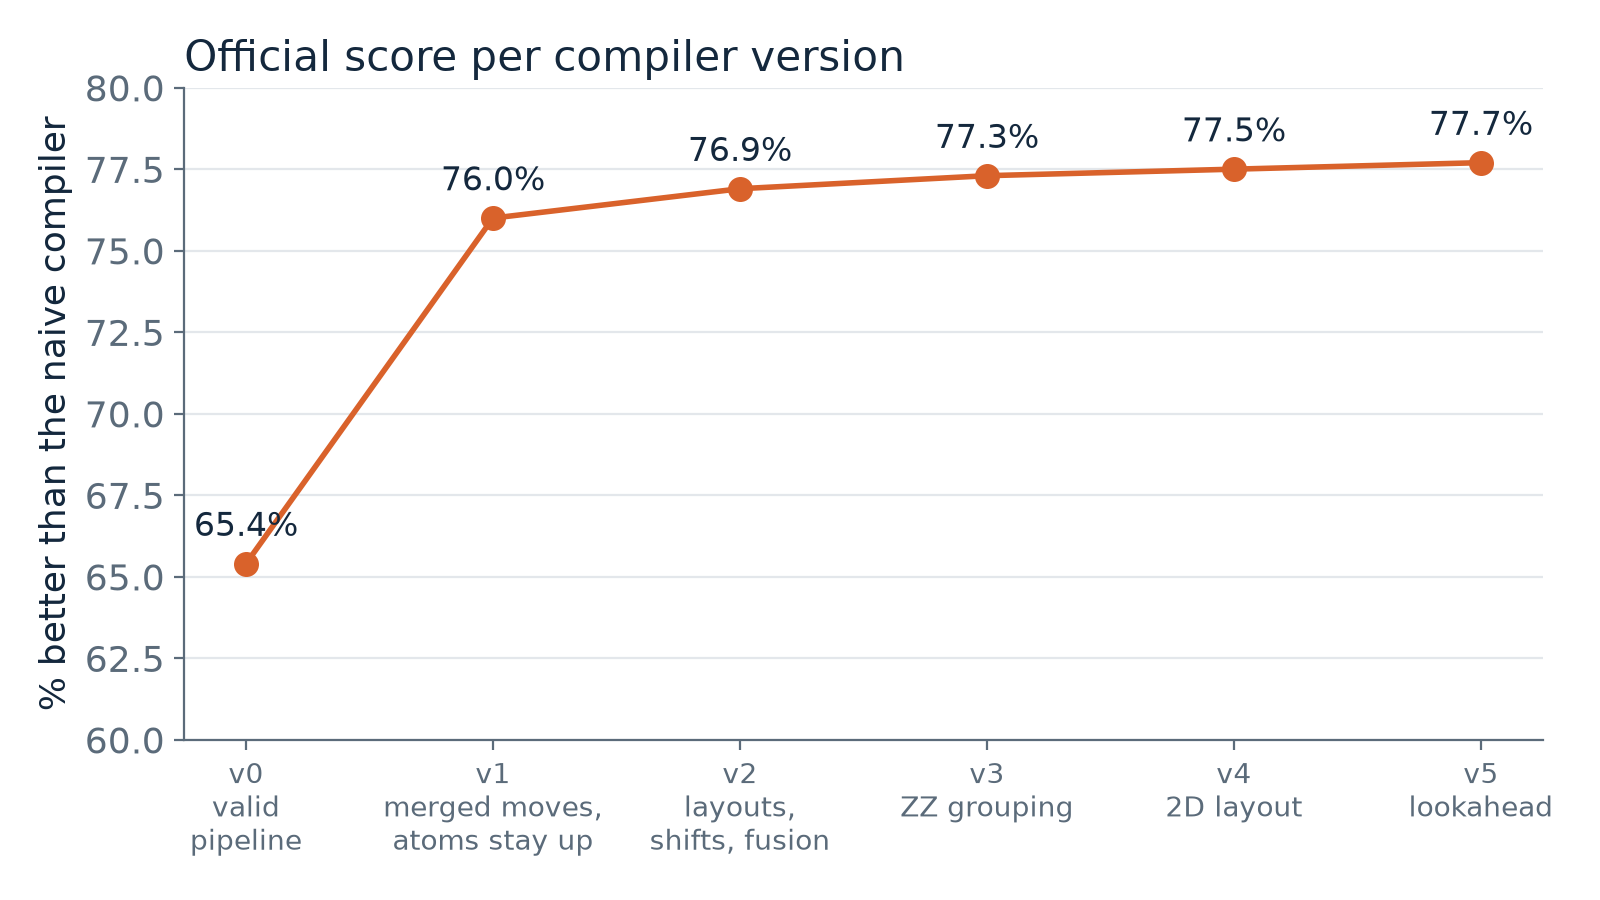 Official score per compiler version
% better than the naive compiler
80.0
77.5
75.0
72.5
70.0
67.5
65.0
62.5
60.0
65.4%
76.0%
76.9%
77.3%
77.5%
77.7%
v0
valid
pipeline
v1
merged moves,
atoms stay up
v2
layouts,
shifts, fusion
v3
ZZ grouping
v4
2D layout
v5
lookahead